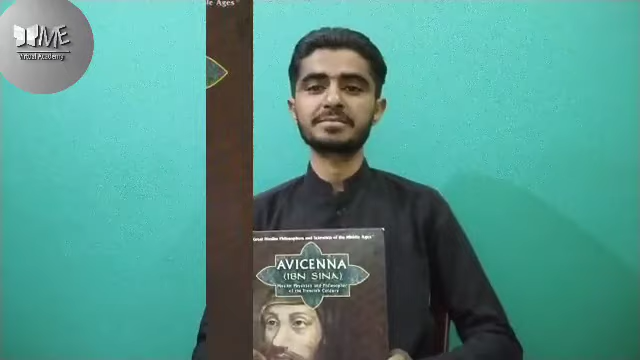 ME
Virtual Academy
le Ages"
Great Muslim Philosophers and Scientists of the Middle Ages"
AVICENNA
(IBN SINA)
Muslim Physician and Philosopher
of the Eleventh Century